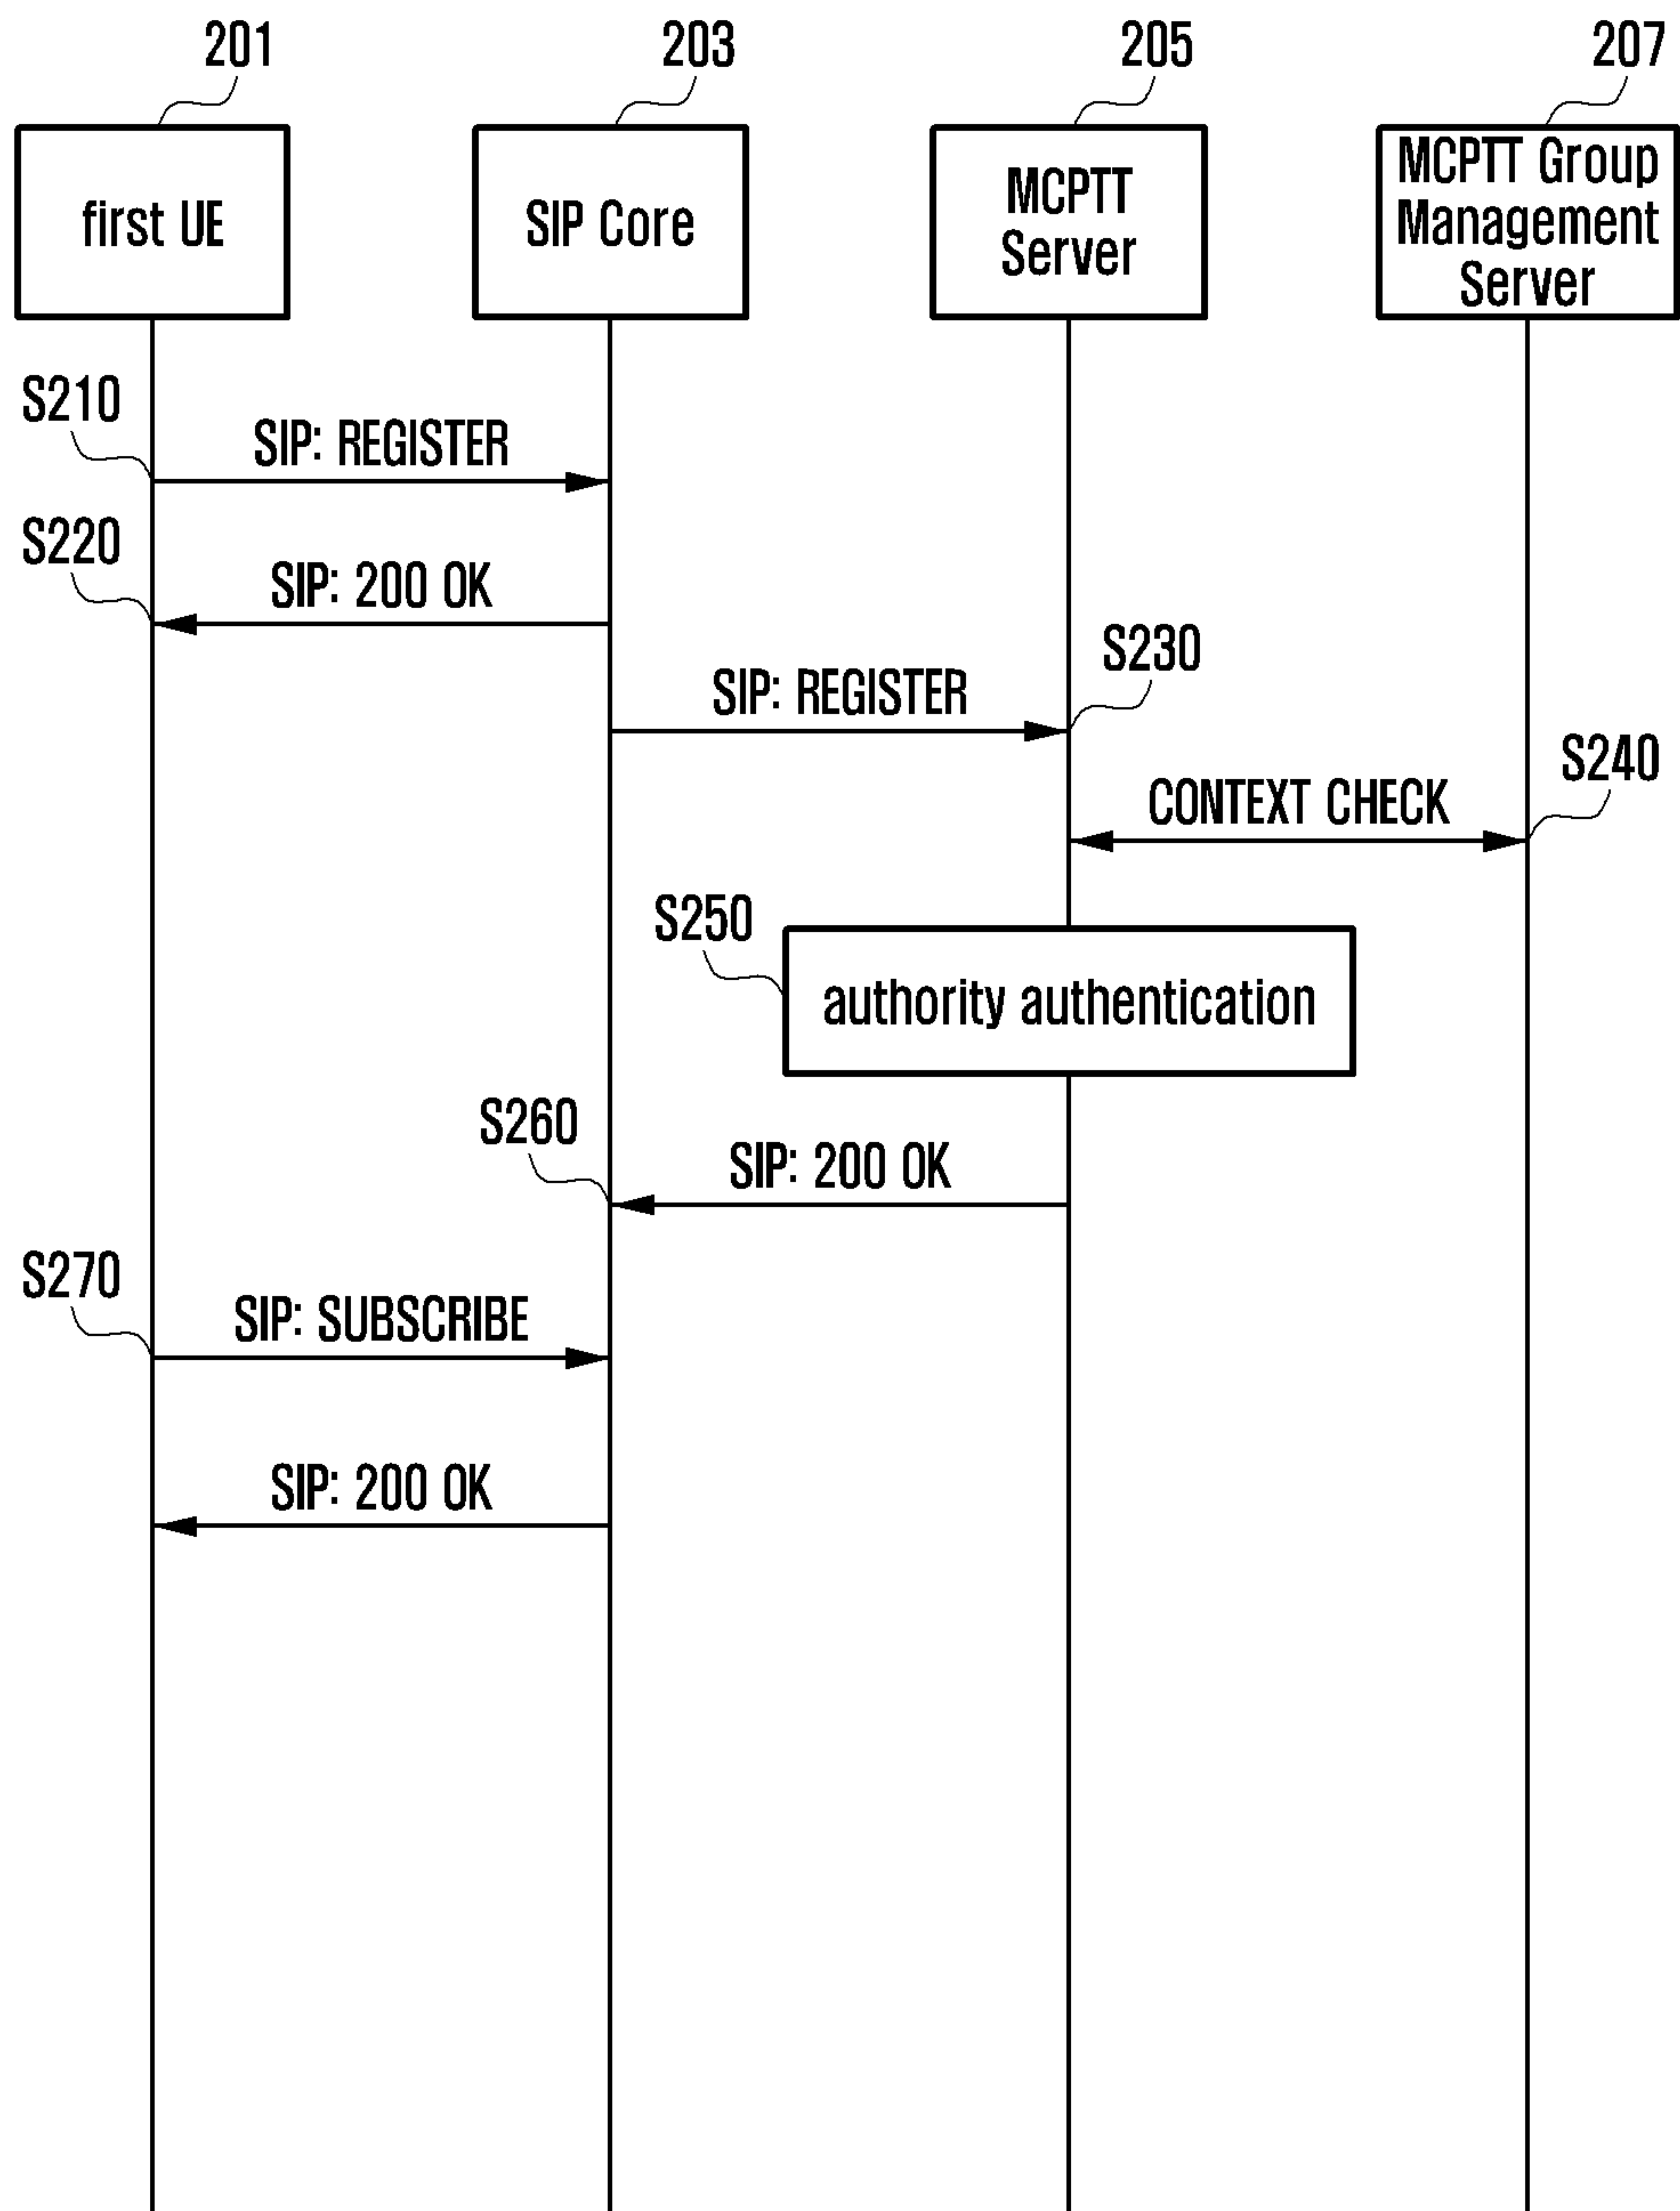 201
203
205
207
first UE
SIP Core
MCPTT
Server
MCPTT Group
Management
Server
S210
SIP: REGISTER
S220
SIP: 200 OK
S230
SIP: REGISTER
S240
CONTEXT CHECK
S250
authority authentication
S260
SIP: 200 OK
S270
SIP: SUBSCRIBE
SIP: 200 OK